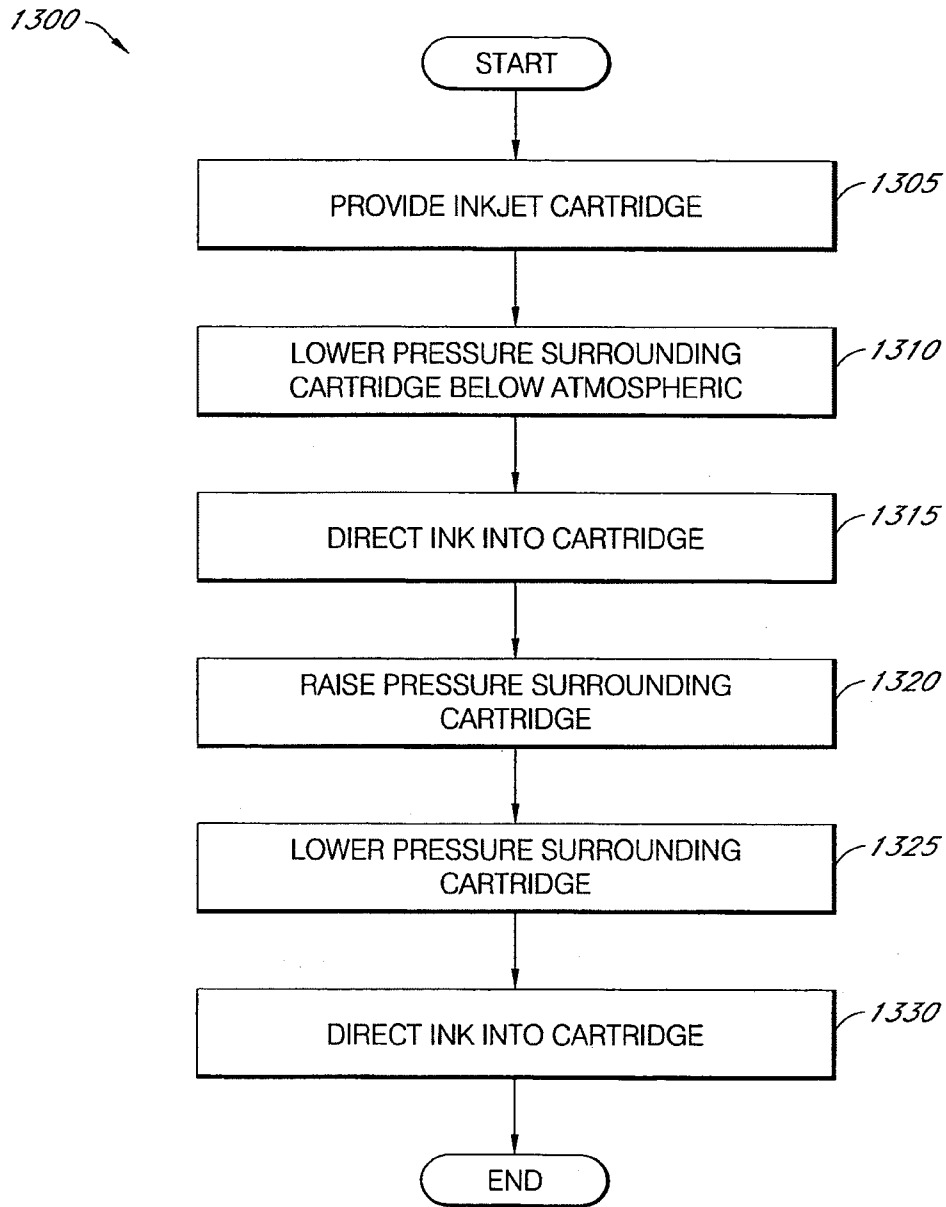 1300
START
PROVIDE INKJET CARTRIDGE
1305
LOWER PRESSURE SURROUNDING
CARTRIDGE BELOW ATMOSPHERIC
1310
DIRECT INK INTO CARTRIDGE
1315
RAISE PRESSURE SURROUNDING
CARTRIDGE
1320
LOWER PRESSURE SURROUNDING
CARTRIDGE
1325
DIRECT INK INTO CARTRIDGE
1330
END